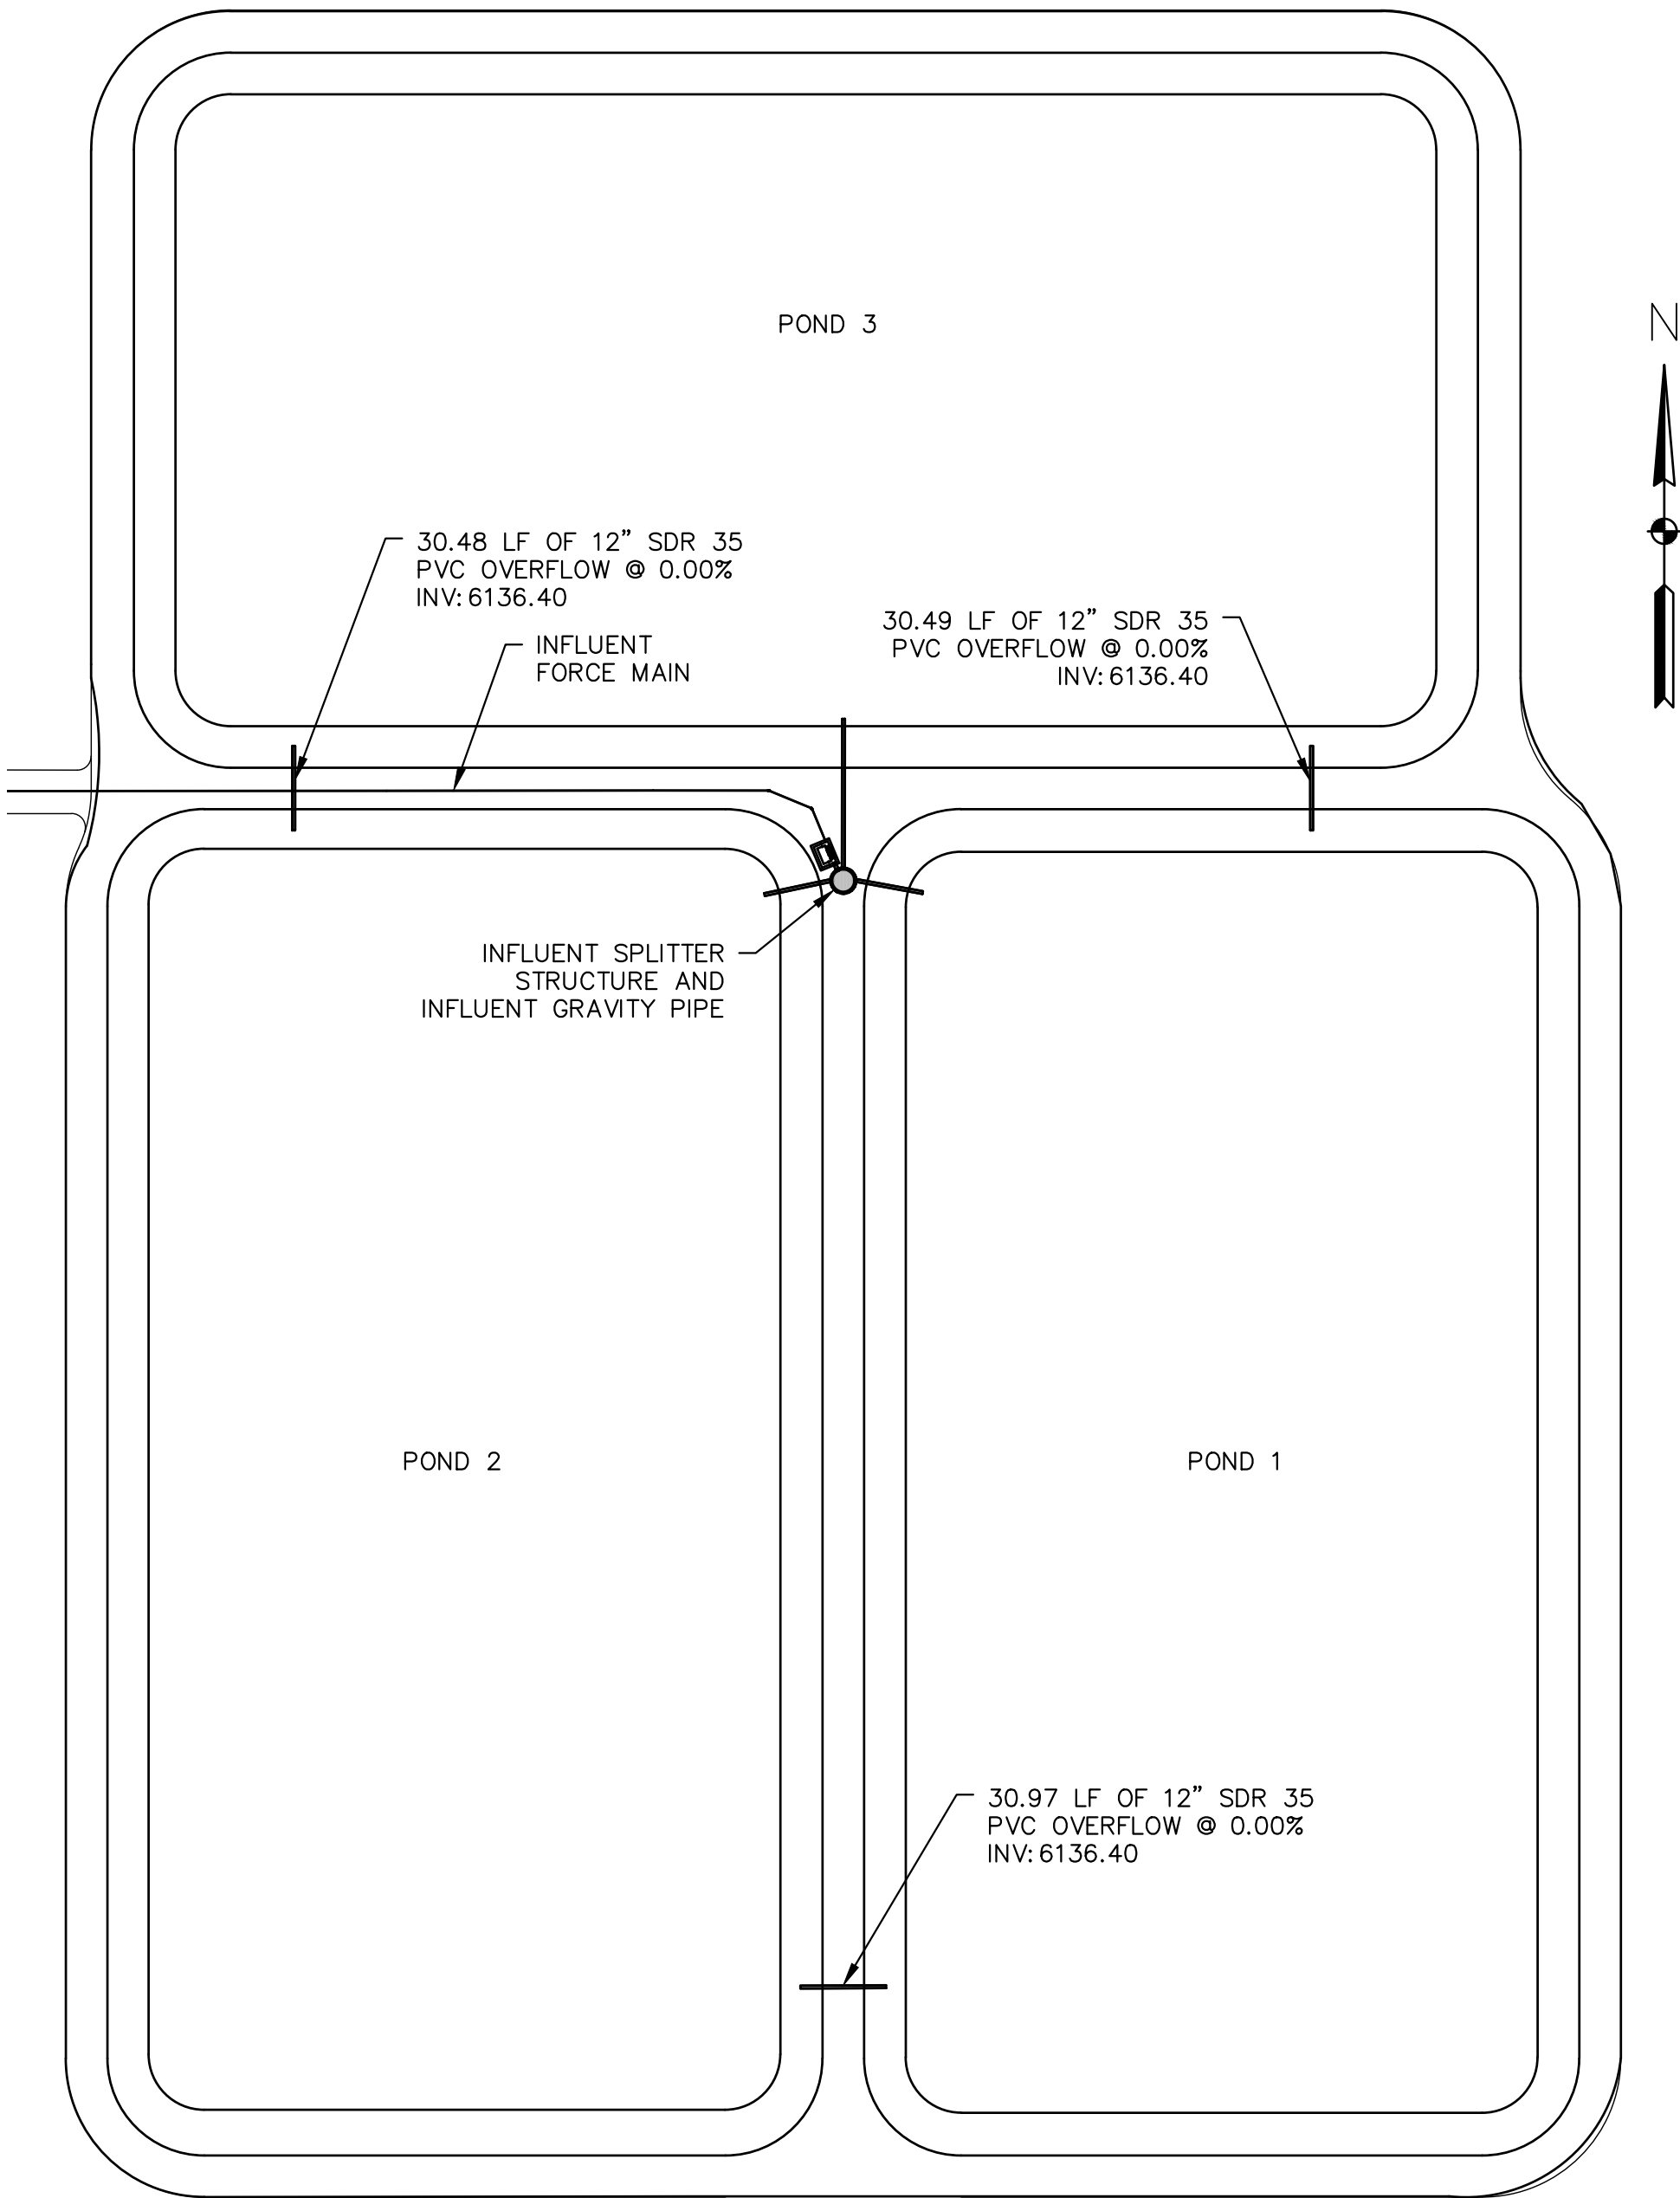 POND 3
N
30.48 LF OF 12" SDR 35
PVC OVERFLOW @ 0.00%
INV: 6136.40
INFLUENT
FORCE MAIN
30.49 LF OF 12" SDR 35
PVC OVERFLOW @ 0.00%
INV: 6136.40
INFLUENT SPLITTER
STRUCTURE AND
INFLUENT GRAVITY PIPE
POND 2
POND 1
30.97 LF OF 12" SDR 35
PVC OVERFLOW @ 0.00%
INV: 6136.40